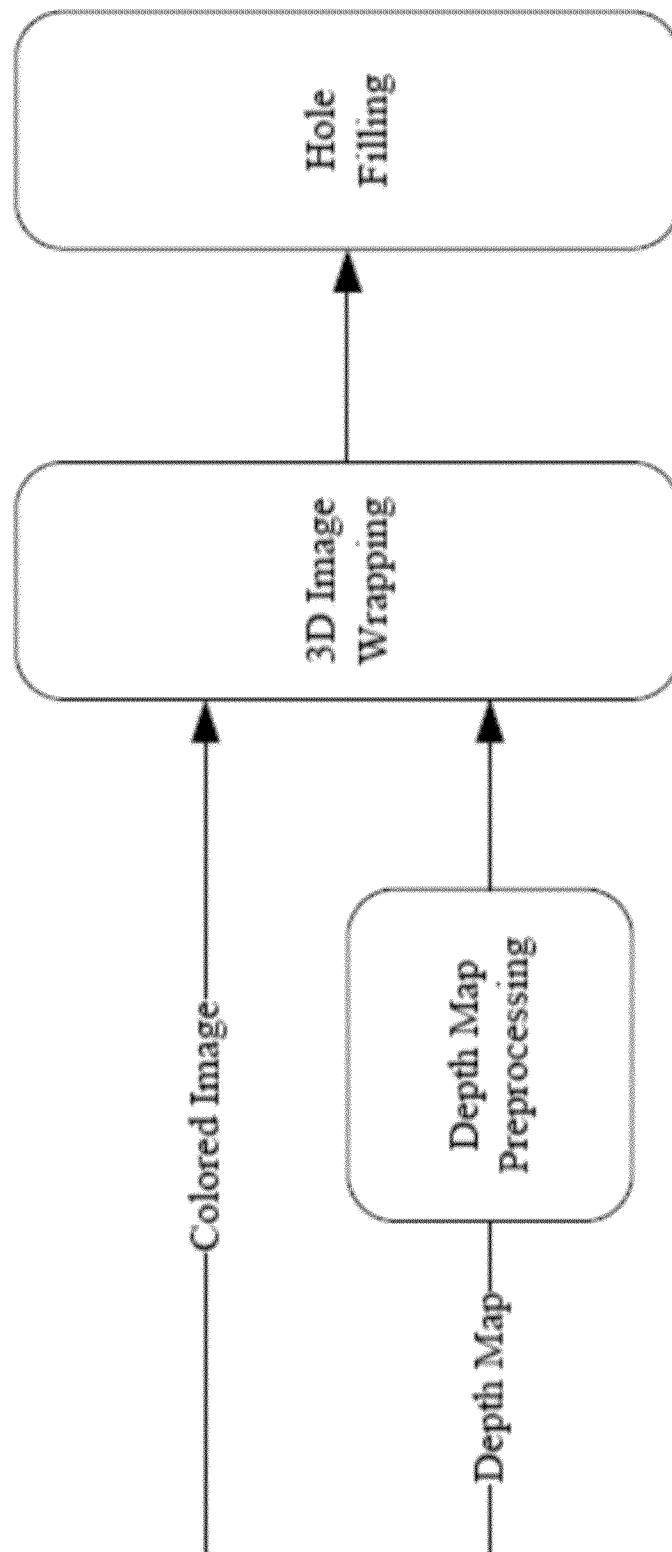 Colored Image
Depth Map
Depth Map
Preprocessing
3D Image
Wrapping
Hole
Filling